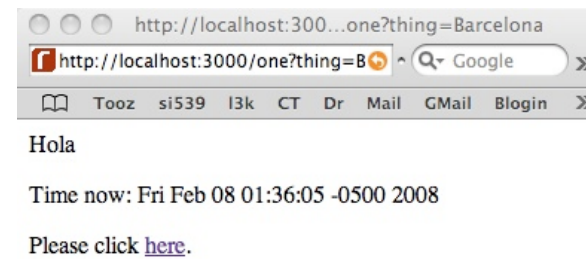 http://localhost:300...one?thing=Barcelona
http://localhost:3000/one?thing=B Google
Tooz si539 l3k CT Dr Mail GMail Blogin
Hola
Time now: Fri Feb 08 01:36:05 -0500 2008
Please click here.